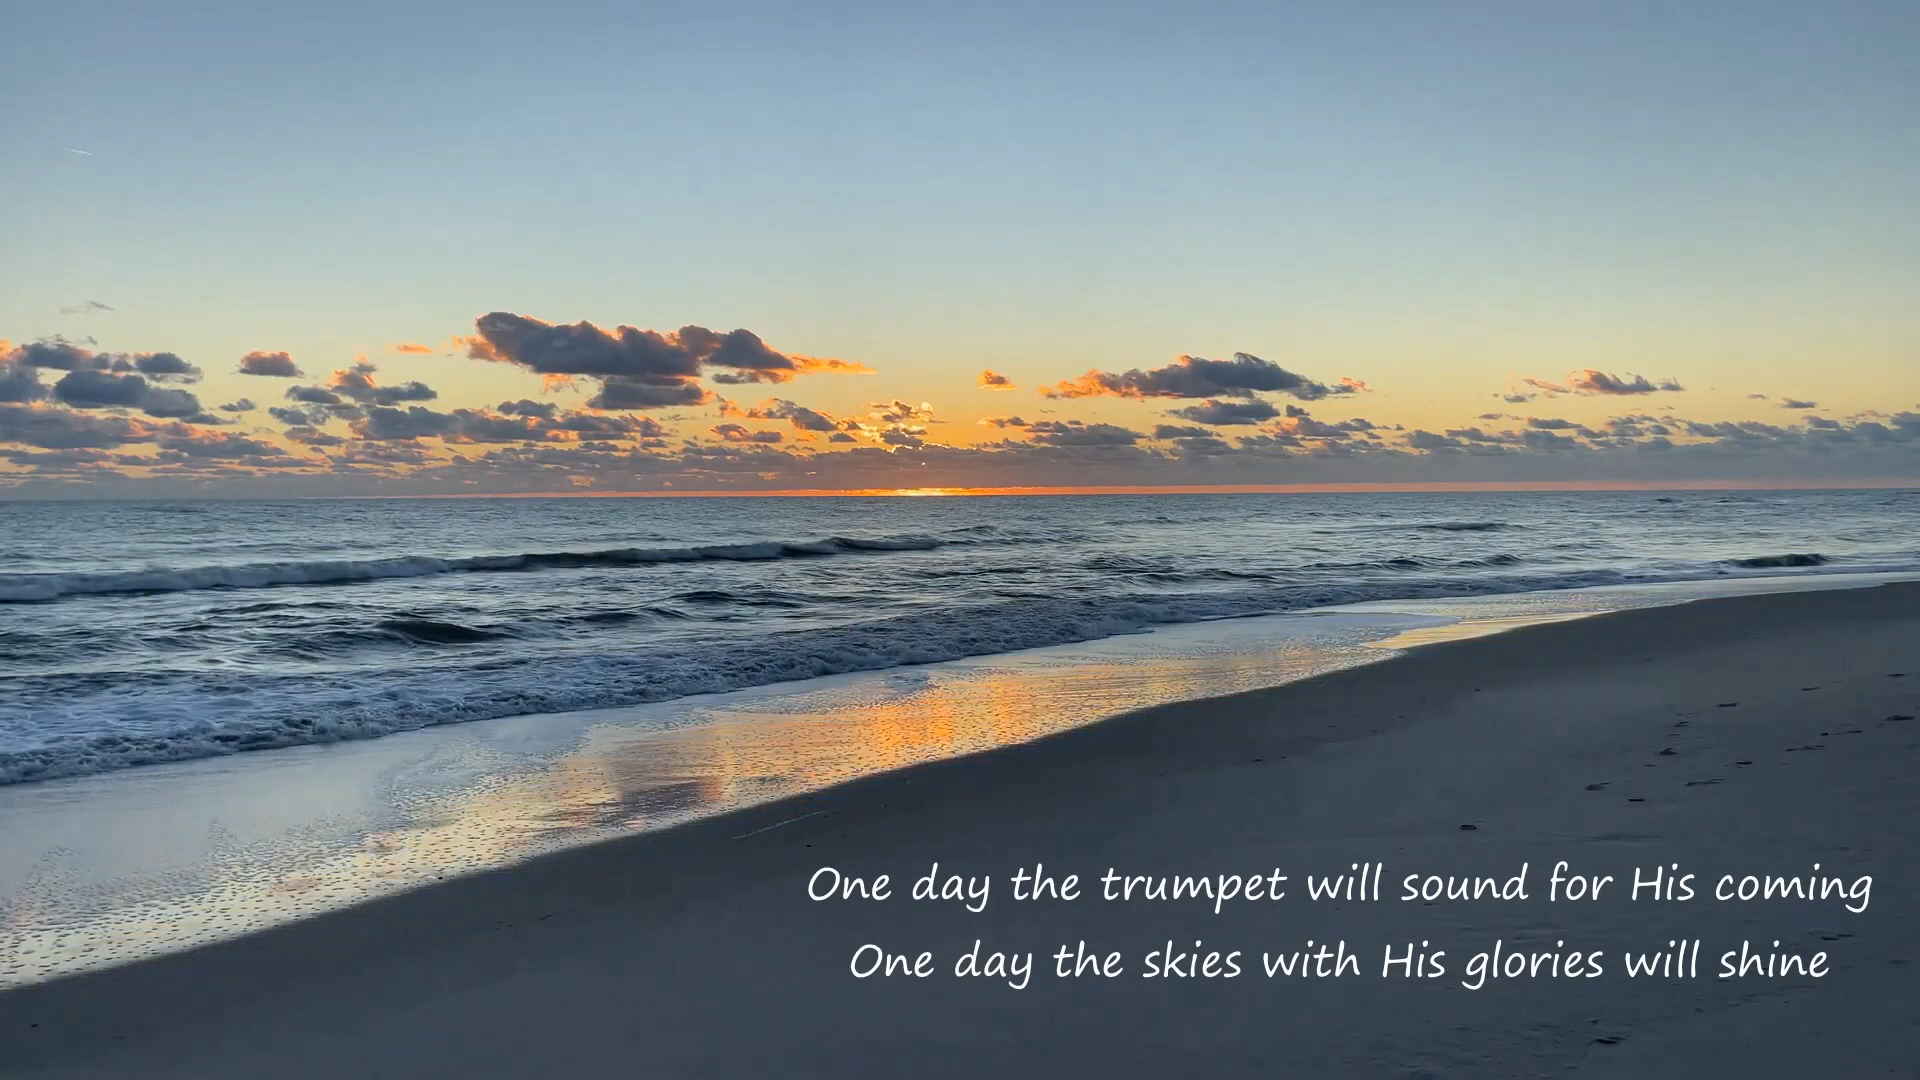 One day the trumpet will sound for His coming
One day the skies with His glories will shine